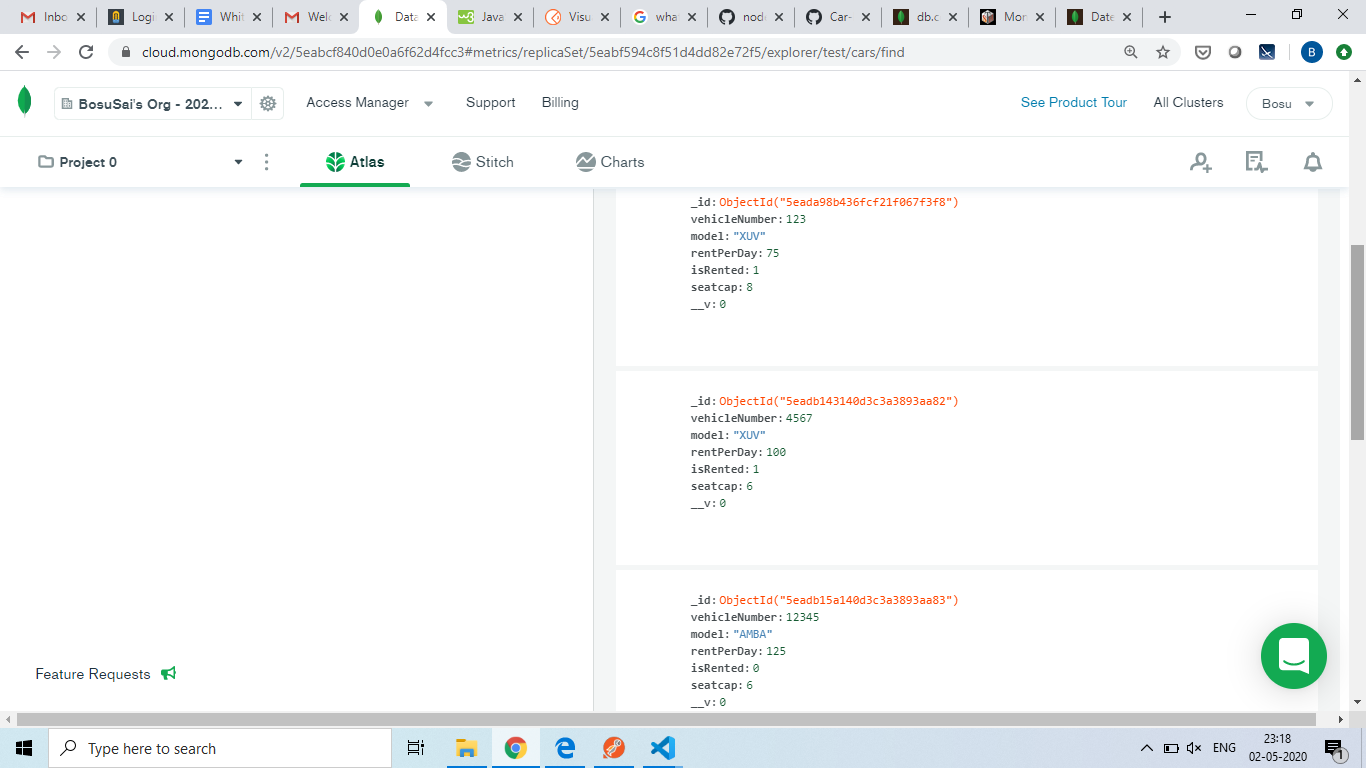 Inbo Logi Whit Welc Data Java Visu what node Car- db.c Mon Date
cloud.mongodb.com/v2/5eabcf840d0e0a6f62d4fcc3#metrics/replicaSet/5eabf594c8f51d4dd82e72f5/explorer/test/cars/find B
BosuSai's Org - 202... Access Manager Support Billing See Product Tour All Clusters Bosu
Project 0 Atlas Stitch Charts
_id:ObjectId("5eada98b436fcf21f067f3f8")
vehicleNumber:123
model:"XUV"
rentPerDay:75
isRented:1
seatcap:8
__v:0
_id:ObjectId("5eadb143140d3c3a3893aa82")
vehicleNumber:4567
model:"XUV"
rentPerDay:100
isRented:1
seatcap:6
__v:0
_id:ObjectId("5eadb15a140d3c3a3893aa83")
vehicleNumber:12345
model:"AMBA"
rentPerDay:125
isRented:0
seatcap:6
__v:0
Feature Requests
Type here to search
ENG
23:18
02-05-2020
1